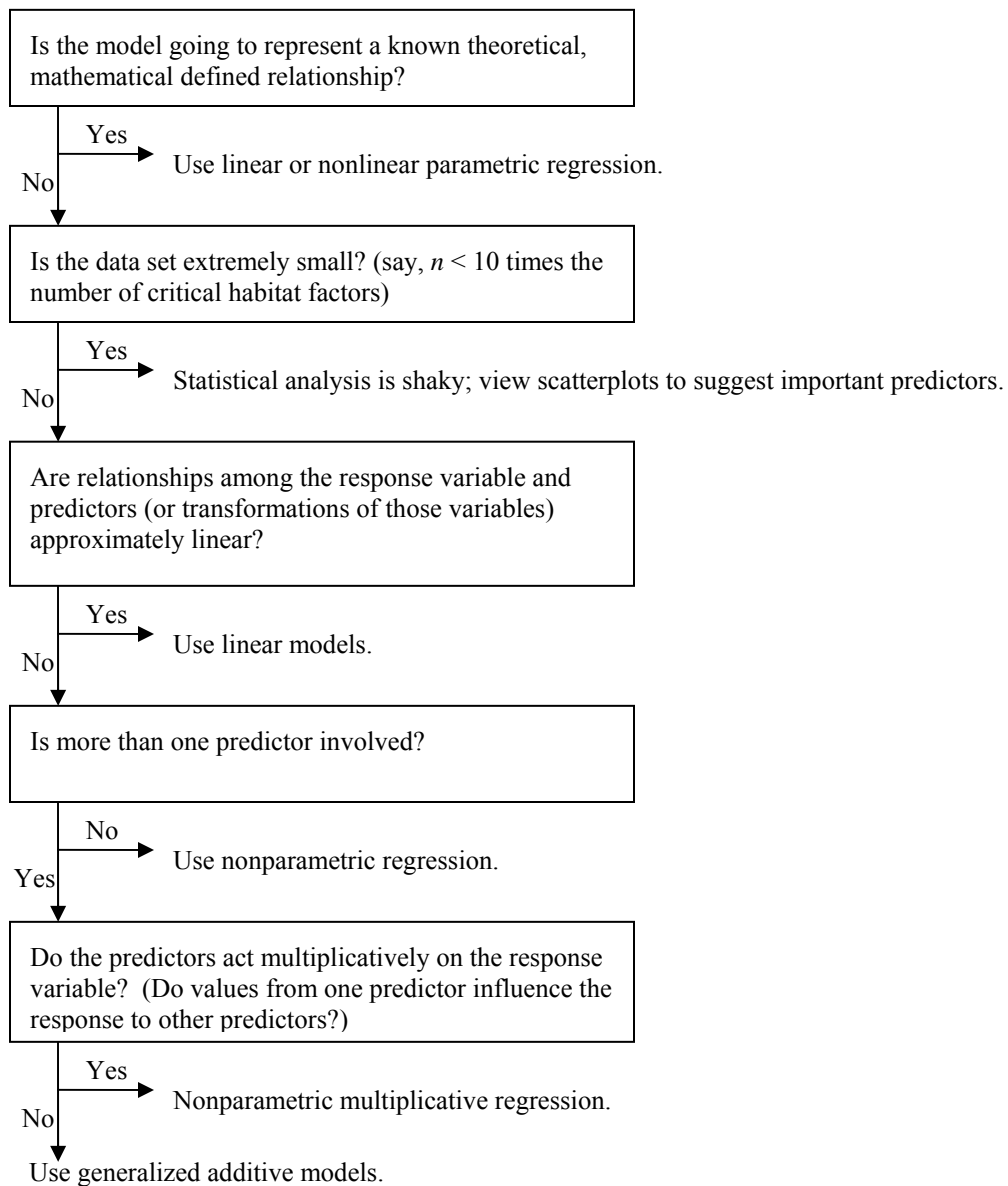 Is the model going to represent a known theoretical,
mathematical defined relationship?
Yes
Use linear or nonlinear parametric regression.
No
Is the data set extremely small? (say, n < 10 times the
number of critical habitat factors)
Yes
Statistical analysis is shaky; view scatterplots to suggest important predictors.
No
Are relationships among the response variable and
predictors (or transformations of those variables)
approximately linear?
Yes
Use linear models.
No
Is more than one predictor involved?
No
Use nonparametric regression.
Yes
Do the predictors act multiplicatively on the response
variable? (Do values from one predictor influence the
response to other predictors?)
Yes
Nonparametric multiplicative regression.
No
Use generalized additive models.